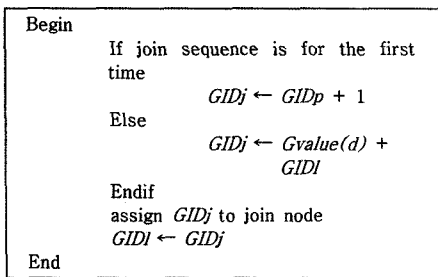 Begin
If join sequence is for the first
time
GIDj ← GIDp + 1
Else
GIDj ← Gvalue(d) +
GIDl
Endif
assign GIDj to join node
GIDl ← GIDj
End